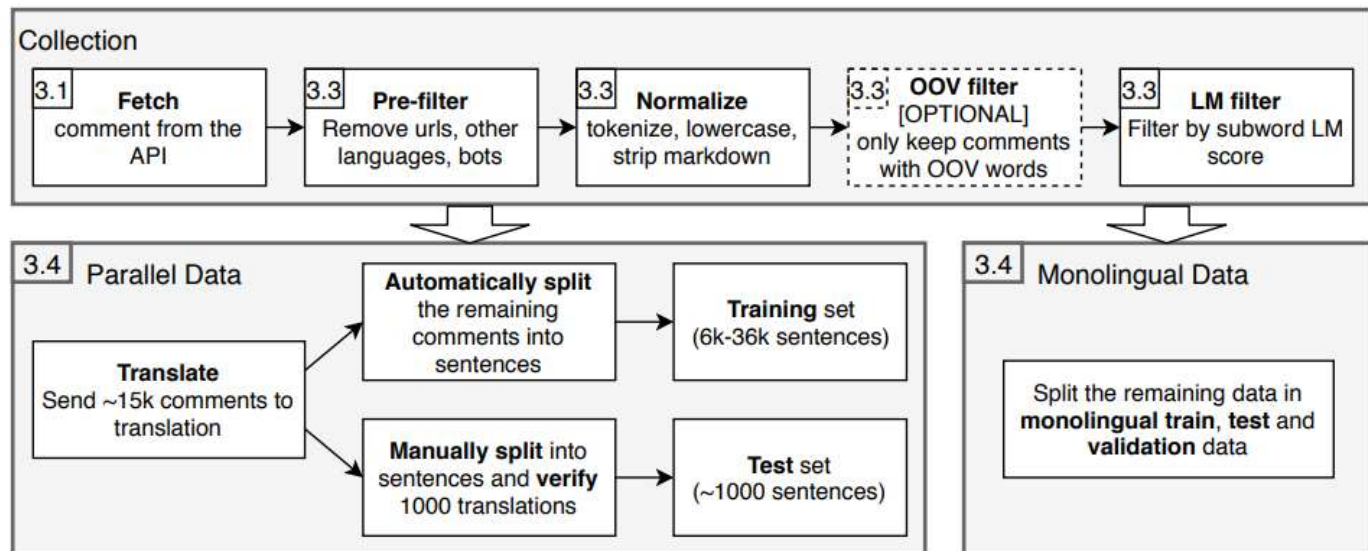 Collection
3.1
Fetch
comment from the
API
3.3
Pre-filter
Remove urls, other
languages, bots
3.3
Normalize
tokenize, lowercase,
strip markdown
3.3
OOV filter
[OPTIONAL]
only keep comments
with OOV words
3.3
LM filter
Filter by subword LM
score
3.4
Parallel Data
Translate
Send ~15k comments to
translation
Automatically split
the remaining
comments into
sentences
Training set
(6k-36k sentences)
Manually split into
sentences and verify
1000 translations
Test set
(~1000 sentences)
3.4
Monolingual Data
Split the remaining data in
monolingual train, test and
validation data